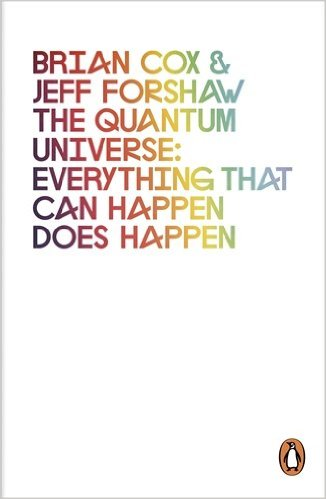 BRIAN COX &
JEFF FORSHAW
THE QUANTUM
UNIVERSE:
EVERYTHING THAT
CAN HAPPEN
DOES HAPPEN